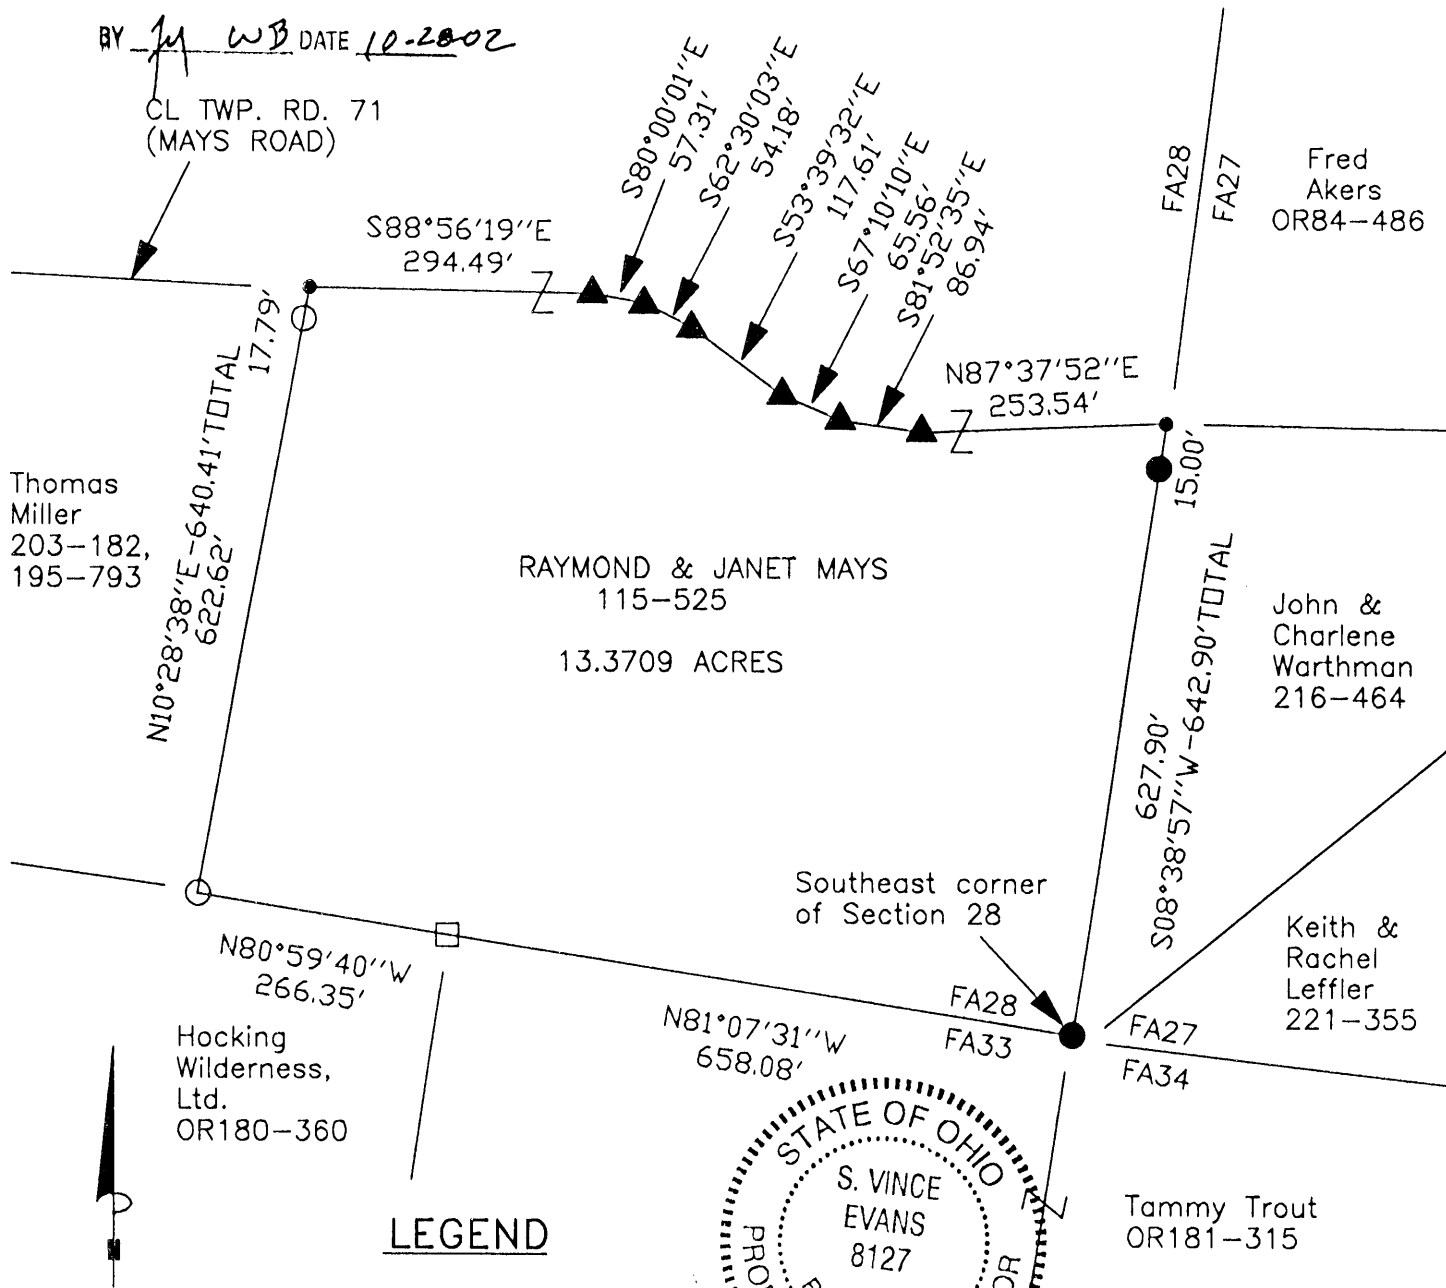 BY WB DATE 10-2802
CL TWP. RD. 71
(MAYS ROAD)
S88°56'19''E
294.49'
S80°00'01''E
57.31'
S62°30'03''E
54.18'
S53°39'32''E
117.61'
S67°10'10''E
65.56'
S81°52'35''E
86.94'
N87°37'52''E
253.54'
FA28
FA27
Fred
Akers
OR84-486
17.79'
N10°28'38''E-640.41'TOTAL
622.62'
Thomas
Miller
203-182,
195-793
RAYMOND & JANET MAYS
115-525
13.3709 ACRES
15.00'
627.90'
S08°38'57''W-642.90'TOTAL
John &
Charlene
Warthman
216-464
Southeast corner
of Section 28
Keith &
Rachel
Leffler
221-355
N80°59'40''W
266.35'
N81°07'31''W
658.08'
FA28
FA33
FA27
FA34
Hocking
Wilderness,
Ltd.
OR180-360
STATE OF OHIO
S. VINCE
EVANS
8127
Tammy Trout
OR181-315
LEGEND